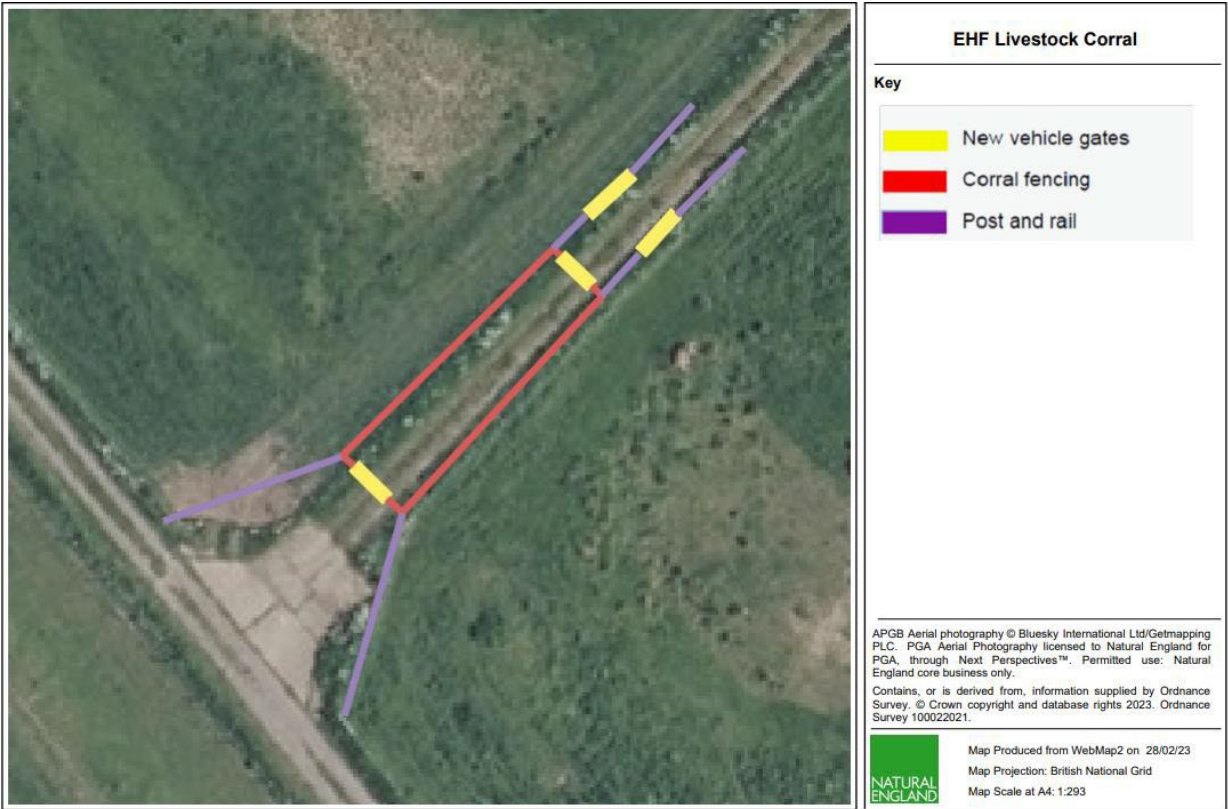 EHF Livestock Corral
Key
New vehicle gates
Corral fencing
Post and rail
APGB Aerial photography © Bluesky International Ltd/Getmapping
PLC. PGA Aerial Photography licensed to Natural England for
PGA, through Next Perspectives™. Permitted use: Natural
England core business only.
Contains, or is derived from, information supplied by Ordnance
Survey. © Crown copyright and database rights 2023. Ordnance
Survey 100022021.
NATURAL
ENGLAND
Map Produced from WebMap2 on 28/02/23
Map Projection: British National Grid
Map Scale at A4: 1:293